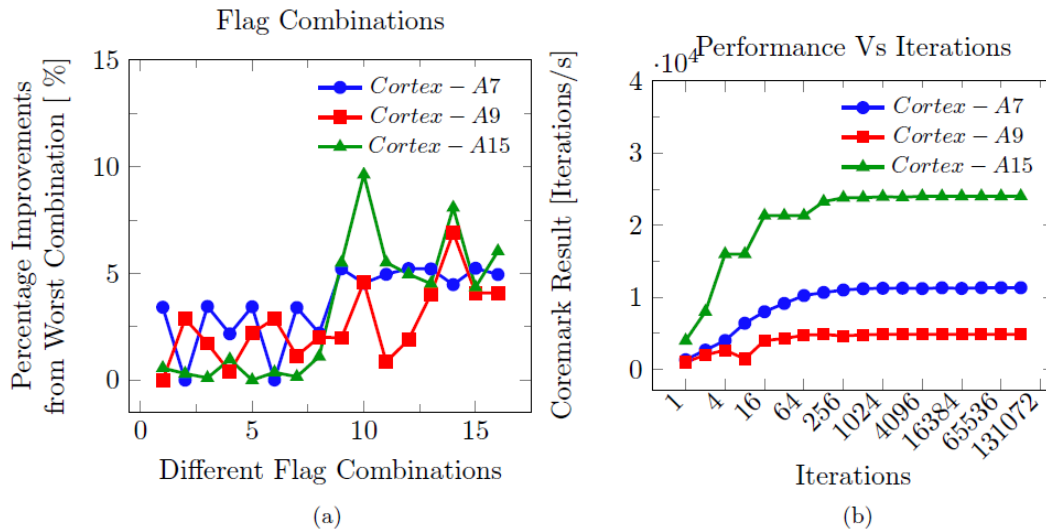 Flag Combinations
Percentage Improvements
from Worst Combination [ %]
15
10
5
0
Cortex − A7
Cortex − A9
Cortex − A15
0
5
10
15
Different Flag Combinations
(a)
Performance Vs Iterations
·10⁴
Coremark Result [Iterations/s]
4
3
2
1
0
Cortex − A7
Cortex − A9
Cortex − A15
1
4
16
64
256
1024
4096
16384
65536
131072
Iterations
(b)